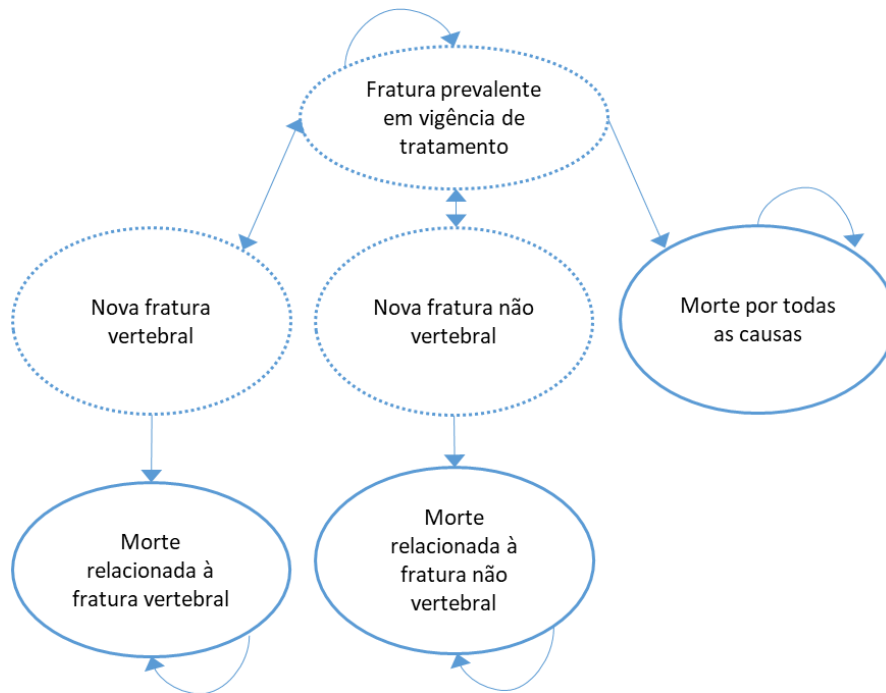 Fratura prevalente
em vigência de
tratamento
Nova fratura
vertebral
Nova fratura não
vertebral
Morte por todas
as causas
Morte
relacionada à
fratura vertebral
Morte
relacionada à
fratura não
vertebral